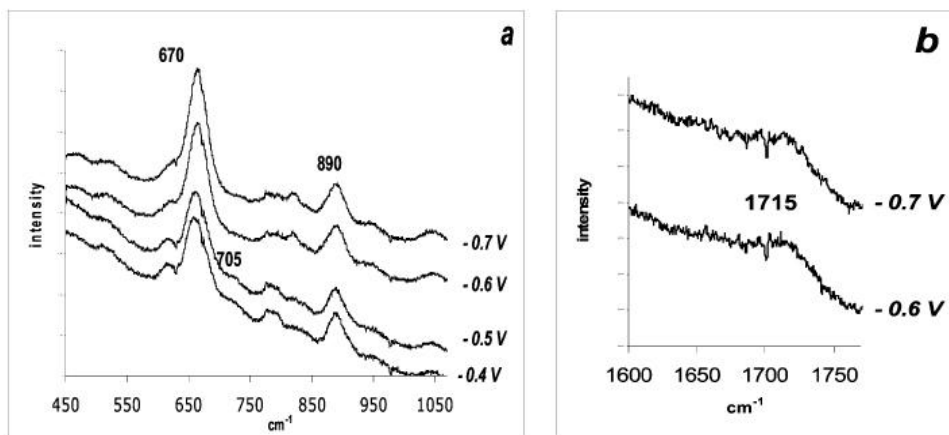 a
670
890
705
intensity
- 0.7 V
- 0.6 V
- 0.5 V
- 0.4 V
450 550 650 750 850 950 1050
cm-1
b
1715
intensity
- 0.7 V
- 0.6 V
1600 1650 1700 1750
cm-1